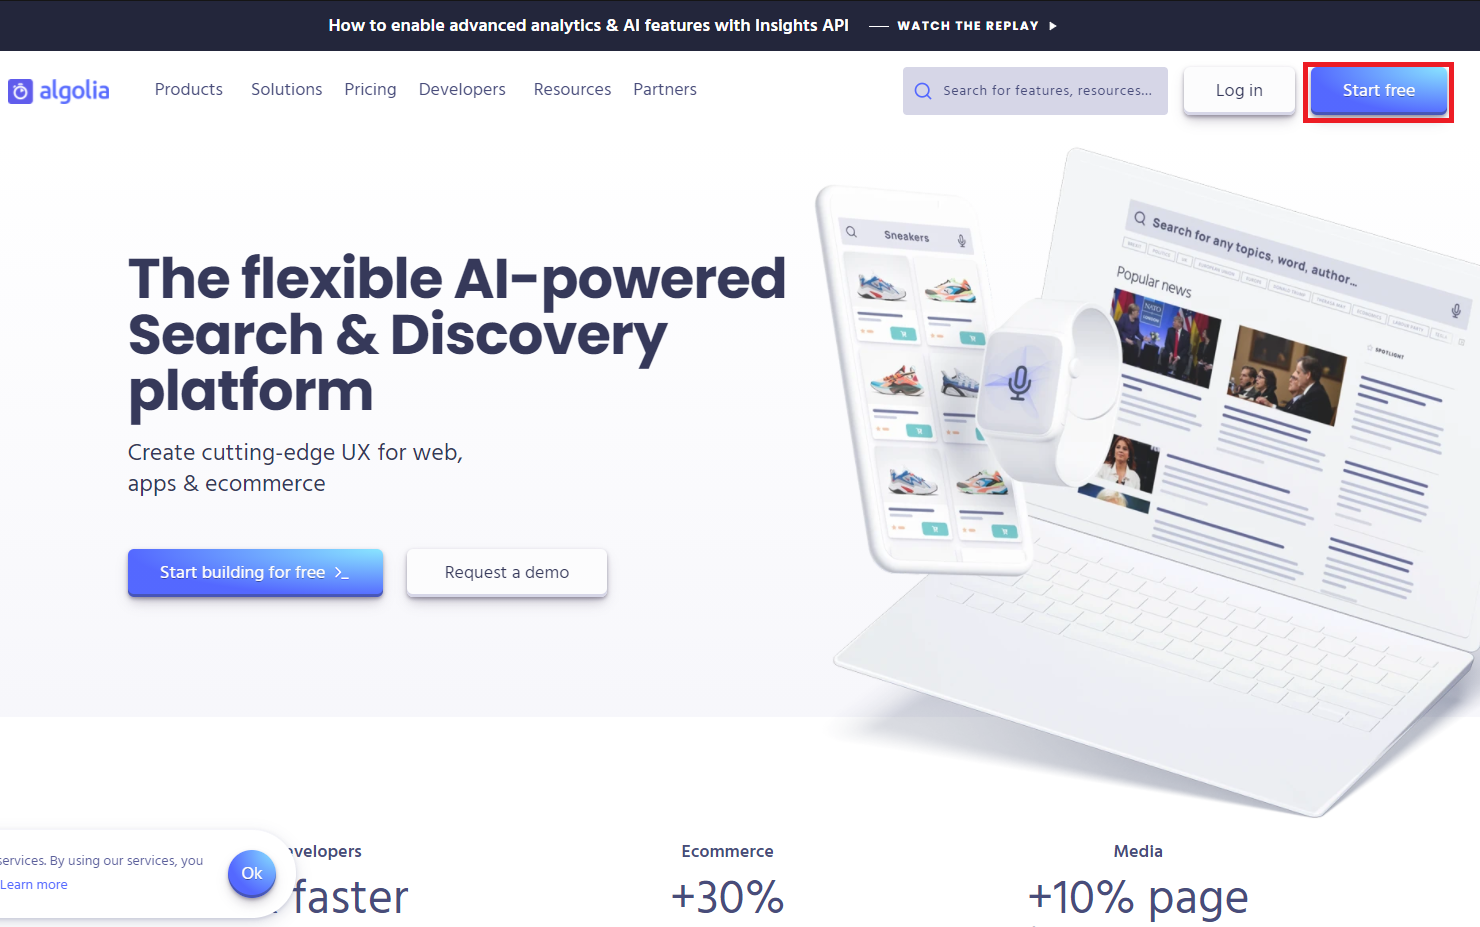 How to enable advanced analytics & AI features with Insights API WATCH THE REPLAY
algolia Products Solutions Pricing Developers Resources Partners Search for features, resources... Log in Start free
The flexible AI-powered
Search & Discovery
platform
Create cutting-edge UX for web,
apps & ecommerce
Start building for free >_ Request a demo
Sneakers
Search for any topics, word, author...
Popular news
SPOTLIGHT
NATO
services. By using our services, you
Learn more
Ok
velopers
faster
Ecommerce
+30%
Media
+10% page